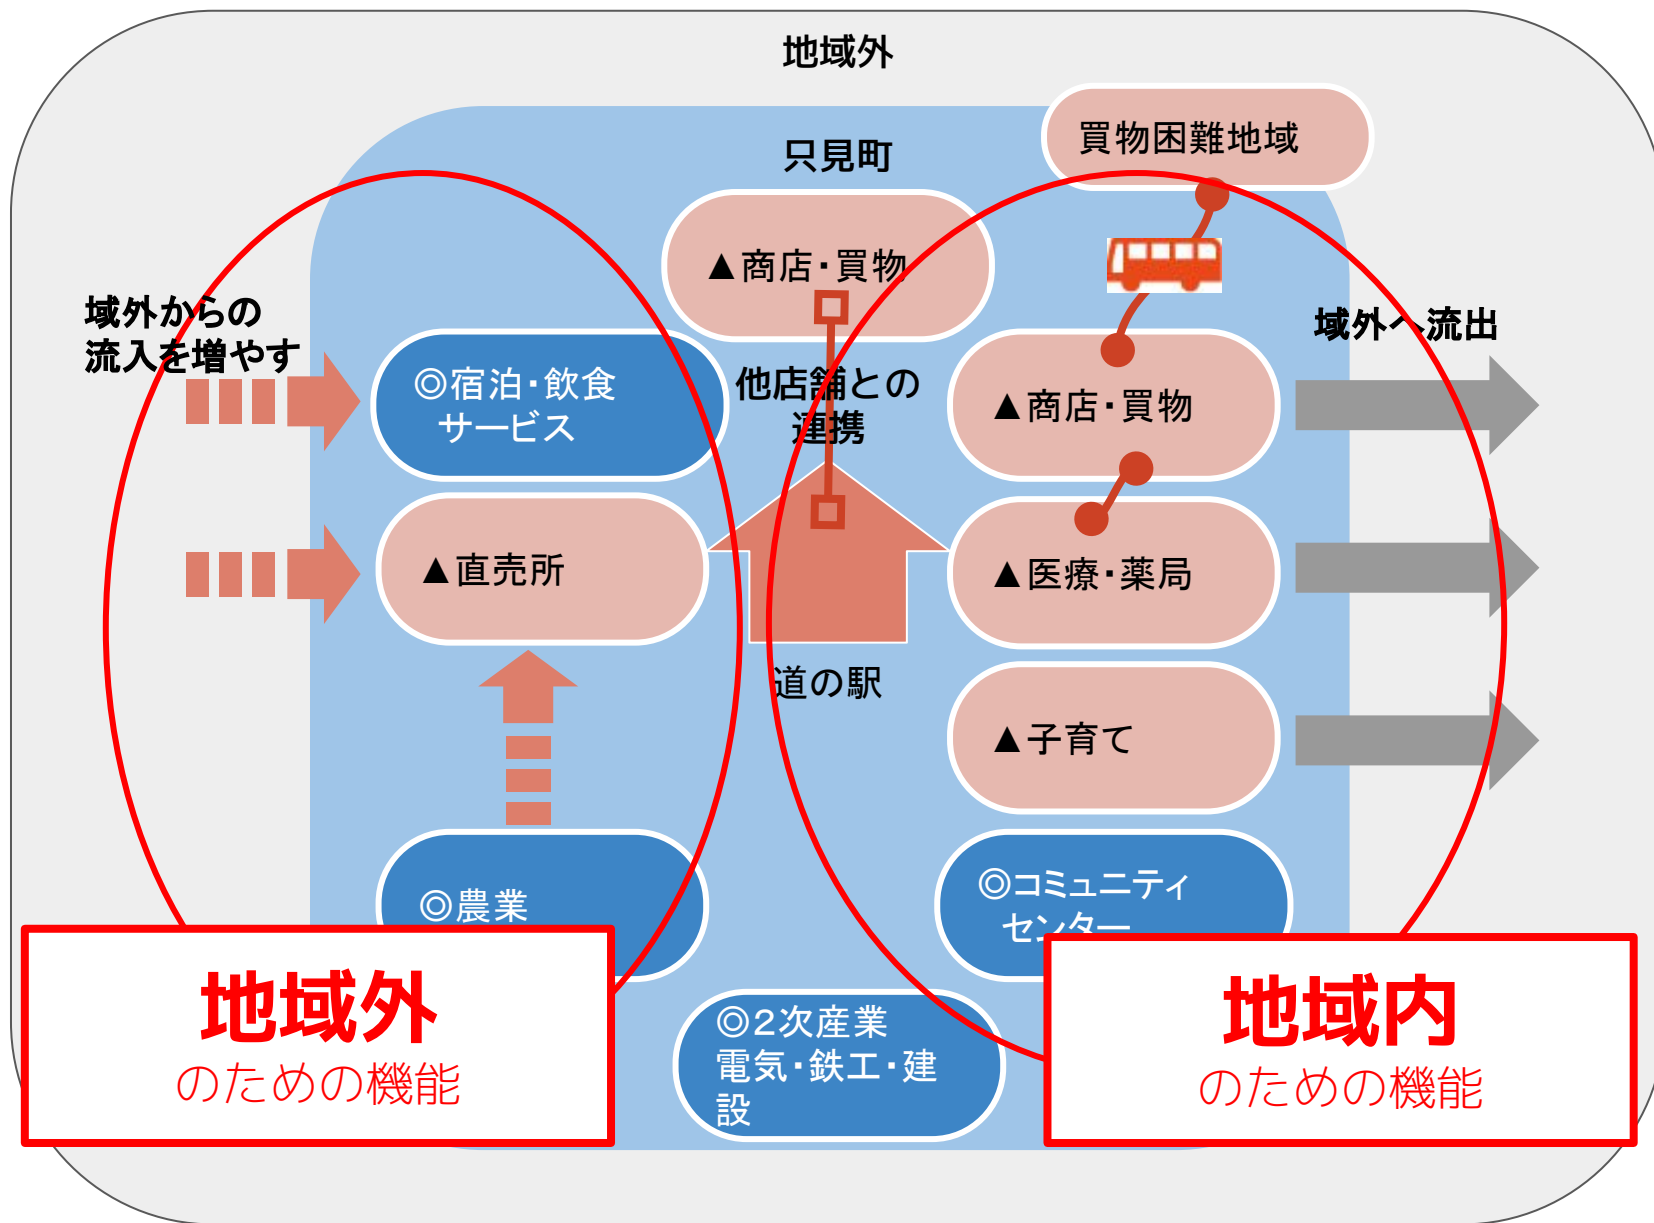 地域外
只見町
買物困難地域
▲商店・買物
域外からの
流入を増やす
◎宿泊・飲食
サービス
他店舗との
連携
▲商店・買物
域外へ流出
▲直売所
▲医療・薬局
道の駅
▲子育て
◎農業
◎コミュニティ
センター
地域外
のための機能
◎2次産業
電気・鉄工・建
設
地域内
のための機能